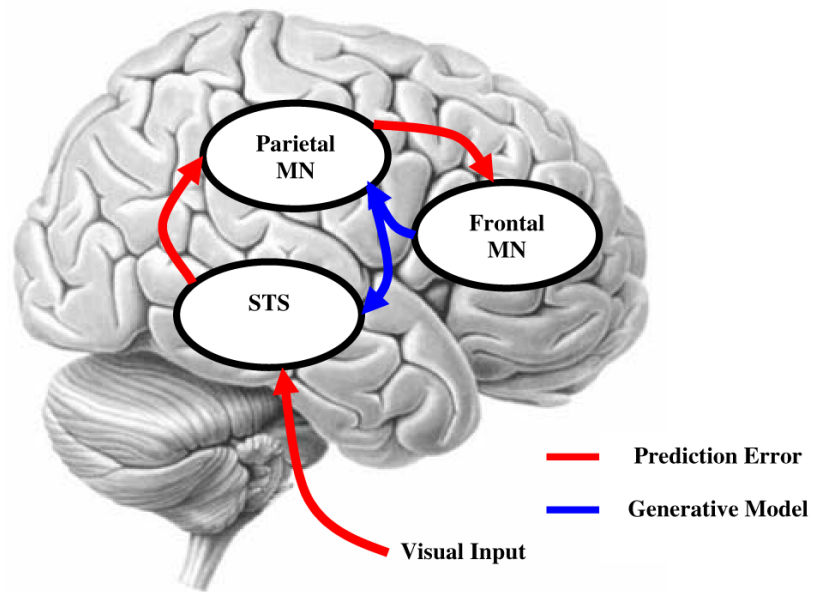 Parietal
MN
Frontal
MN
STS
Prediction Error
Generative Model
Visual Input